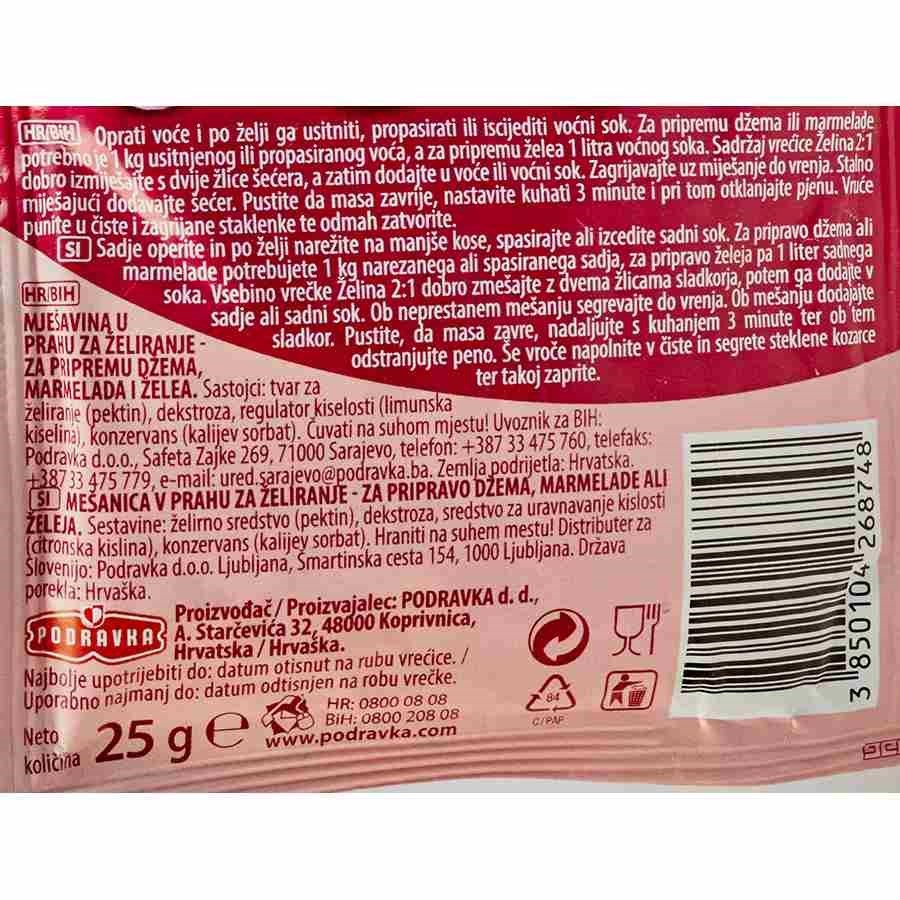 HR/BiH Oprati voće i po želji ga usitniti, propasirati ili iscijediti voćni sok. Za pripremu džema ili marmelade
potrebno je 1 kg usitnjenog ili propasiranog voća, a za pripremu želea 1 litra voćnog soka. Sadržaj vrećice Želina 2:1
dobro izmiješajte s dvije žlice šećera, a zatim dodajte u voće ili voćni sok. Zagrijavajte uz miješanje do vrenja. Stalno
miješajući dodavajte šećer. Pustite da masa zavrije, nastavite kuhati 3 minute i pri tom otklanjajte pjenu. Vruće
punite u čiste i zagrijane staklenke te odmah zatvorite.
SI Sadje operite in po želji narežite na manjše kose, spasirajte ali izcedite sadni sok. Za pripravo džema ali
marmelade potrebujete 1 kg narezanega ali spasiranega sadja, za pripravo želeja pa 1 liter sadnega
soka. Vsebino vrečke Želina 2:1 dobro zmešajte z dvema žlicama sladkorja, potem ga dodajte v
sadje ali sadni sok. Ob neprestanem mešanju segrevajte do vrenja. Ob mešanju dodajajte
sladkor. Pustite, da masa zavre, nadaljujte s kuhanjem 3 minute ter ob tem
odstranjujte peno. Še vroče napolnite v čiste in segrete steklene kozarce
ter takoj zaprite.
HR/BIH
MJEŠAVINA U
PRAHU ZA ŽELIRANJE -
ZA PRIPREMU DŽEMA,
MARMELADA I ŽELEA. Sastojci: tvar za
želiranje (pektin), dekstroza, regulator kiselosti (limunska
kiselina), konzervans (kalijev sorbat). Čuvati na suhom mjestu! Uvoznik za BIH:
Podravka d.o.o., Safeta Zajke 269, 71000 Sarajevo, telefon: +387 33 475 760, telefaks:
+387 33 475 779, e-mail: ured.sarajevo@podravka.ba. Zemlja podrijetla: Hrvatska.
SI MEŠANICA V PRAHU ZA ŽELIRANJE - ZA PRIPRAVO DŽEMA, MARMELADE ALI
ŽELEJA. Sestavine: želirno sredstvo (pektin), dekstroza, sredstvo za uravnavanje kislosti
(citronska kislina), konzervans (kalijev sorbat). Hraniti na suhem mestu! Distributer za
Slovenijo: Podravka d.o.o. Ljubljana, Šmartinska cesta 154, 1000 Ljubljana. Država
porekla: Hrvaška.
PODRAVKA
Proizvođač / Proizvajalec: PODRAVKA d. d.,
A. Starčevića 32, 48000 Koprivnica,
Hrvatska / Hrvaška.
Najbolje upotrijebiti do: datum otisnut na rubu vrećice. /
Uporabno najmanj do: datum odtisnjen na robu vrečke.
Neto
količina
25 g e
HR: 0800 08 08
BiH: 0800 208 08
www.podravka.com
84
C/PAP
3 850104 268748